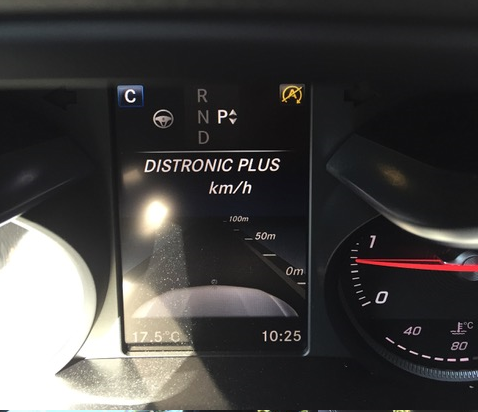 C
R
N P
D
DISTRONIC PLUS
km/h
100m
50m
0m
17.5°C 10:25
1
0
40
°C
80